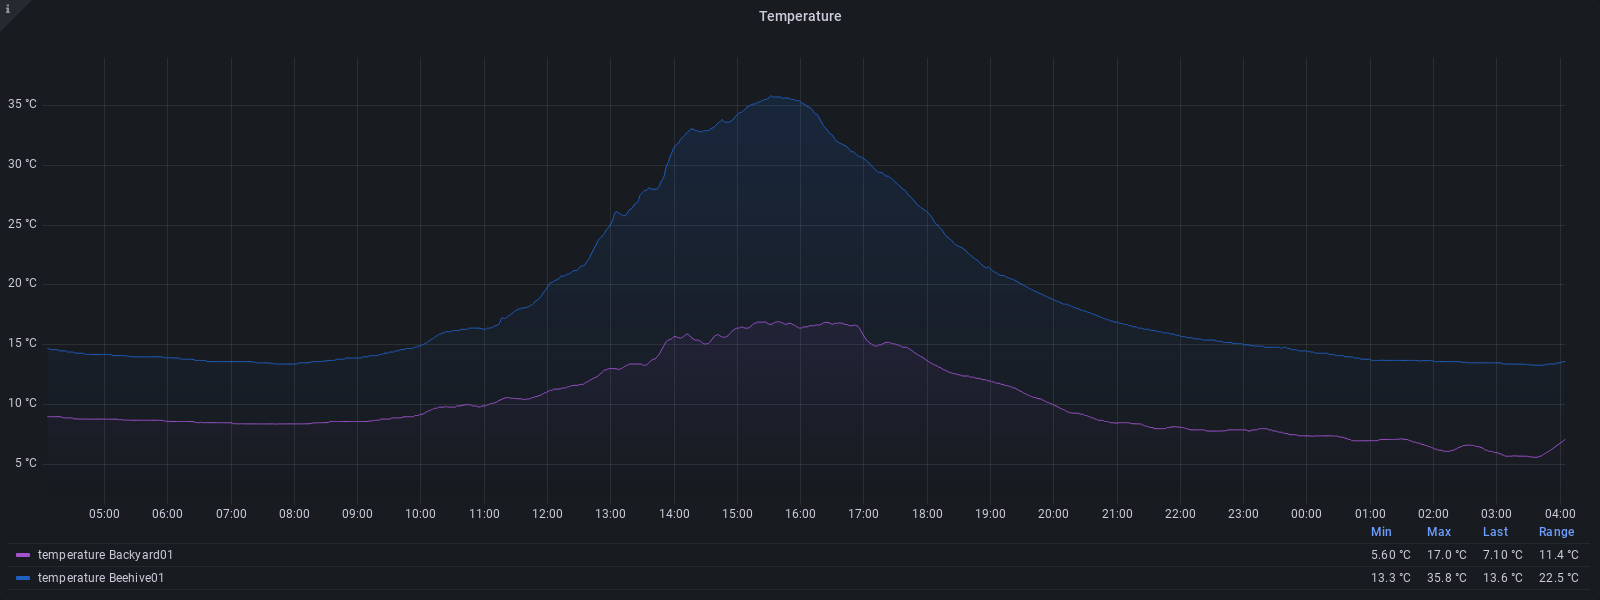 i
Temperature
35 °C
30 °C
25 °C
20 °C
15 °C
10 °C
5 °C
05:00 06:00 07:00 08:00 09:00 10:00 11:00 12:00 13:00 14:00 15:00 16:00 17:00 18:00 19:00 20:00 21:00 22:00 23:00 00:00 01:00 02:00 03:00 04:00
Min Max Last Range
temperature Backyard01 5.60 °C 17.0 °C 7.10 °C 11.4 °C
temperature Beehive01 13.3 °C 35.8 °C 13.6 °C 22.5 °C